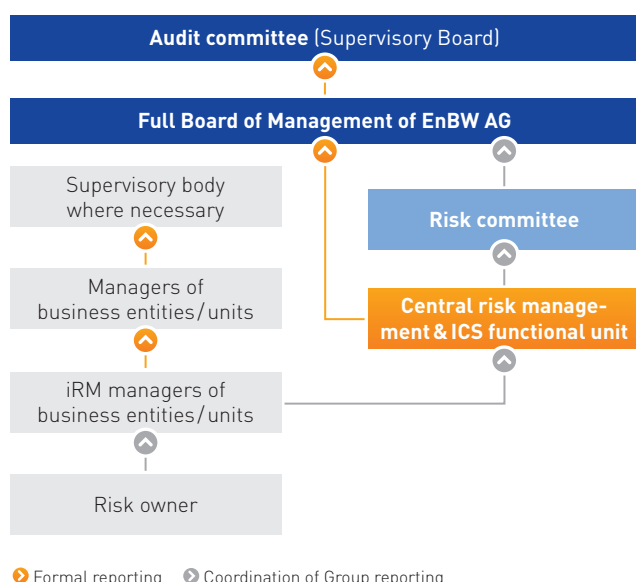 Audit committee (Supervisory Board)
Full Board of Management of EnBW AG
Supervisory body
where necessary
Risk committee
Managers of
business entities/units
Central risk manage-
ment & ICS functional unit
iRM managers of
business entities/units
Risk owner
Formal reporting Coordination of Group reporting